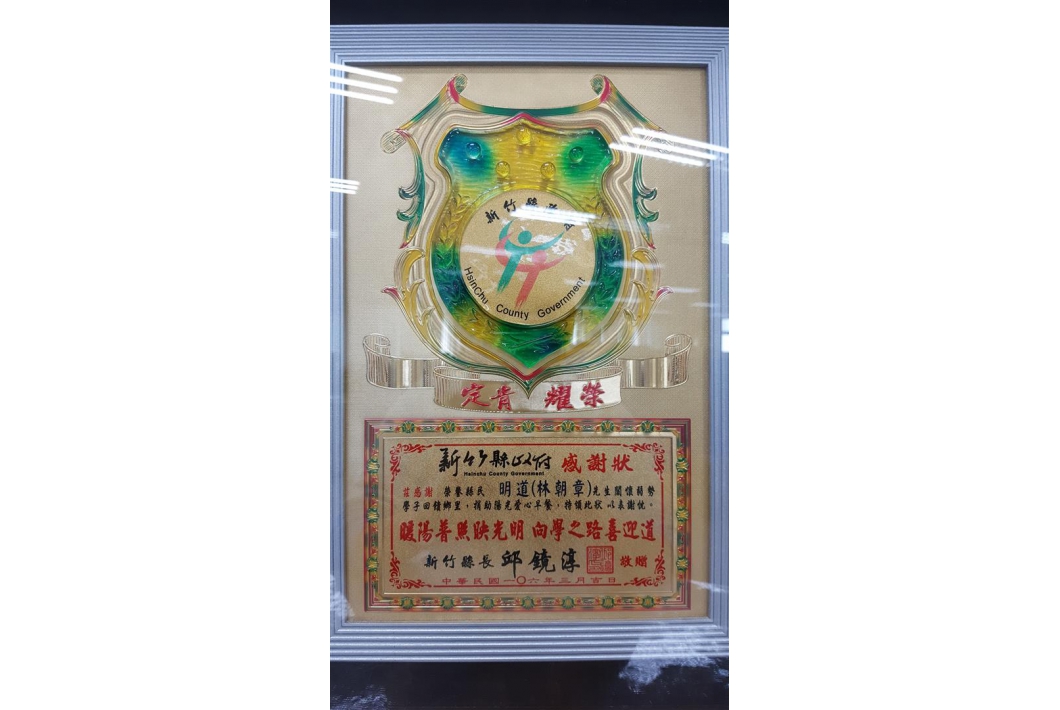 新竹縣政府
HsinChu County Government
定貴 耀榮
新竹縣政府 感謝狀
Hsinchu County Government
茲感謝 榮譽縣民 明道(林朝章)先生關懷弱勢
學子回饋鄉里，捐助陽光愛心早餐，特頒此狀以表謝忱。
暖陽普照映光明 向學之路喜迎道
新竹縣長 邱鏡淳 敬贈
中華民國一〇六年三月吉日